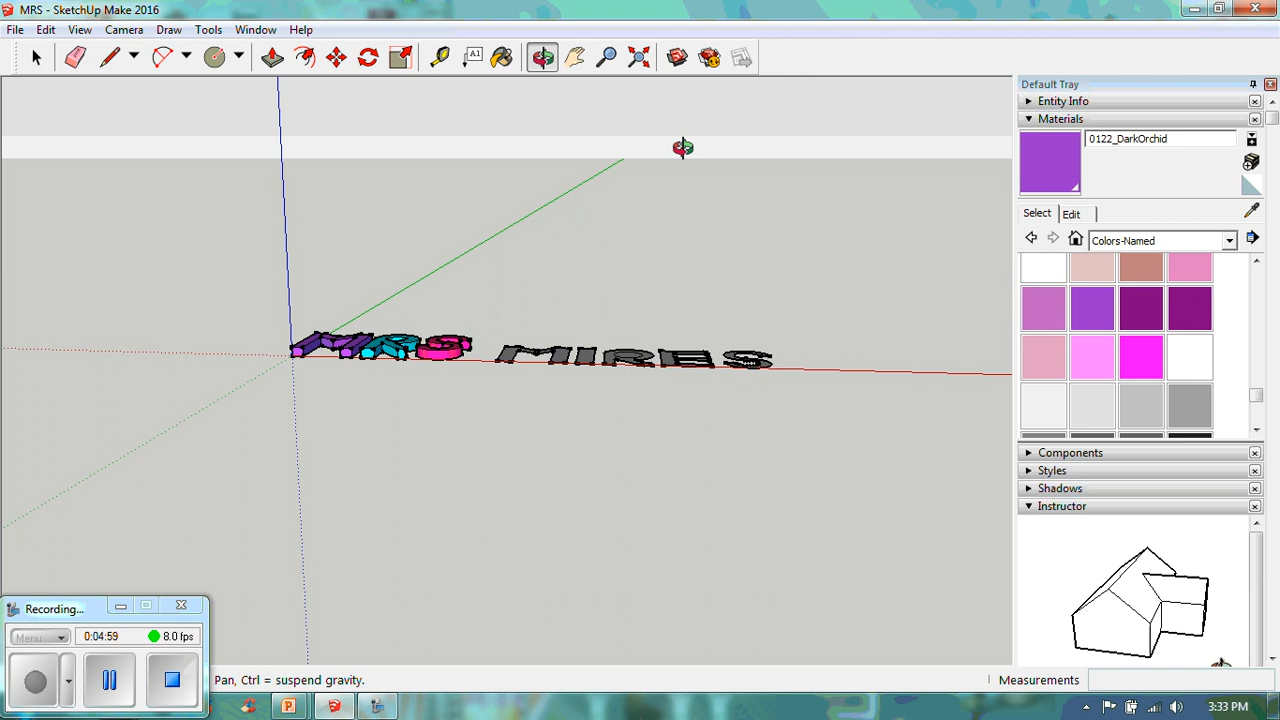 MRS - SketchUp Make 2016
File Edit View Camera Draw Tools Window Help
A1
Default Tray
Entity Info
Materials
0122_DarkOrchid
Select Edit
Colors-Named
MRS MIRES
Components
Styles
Shadows
Instructor
Recording...
Menu 0:04:59 8.0 fps
Pan, Ctrl = suspend gravity.
Measurements
P
3:33 PM